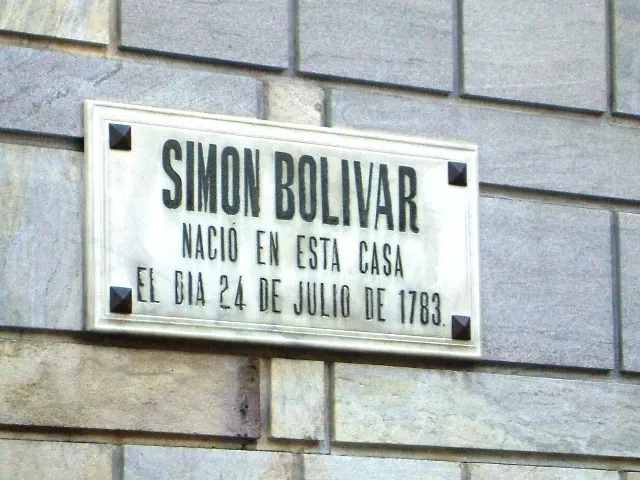 SIMON BOLIVAR
NACIÓ EN ESTA CASA
EL DIA 24 DE JULIO DE 1783.